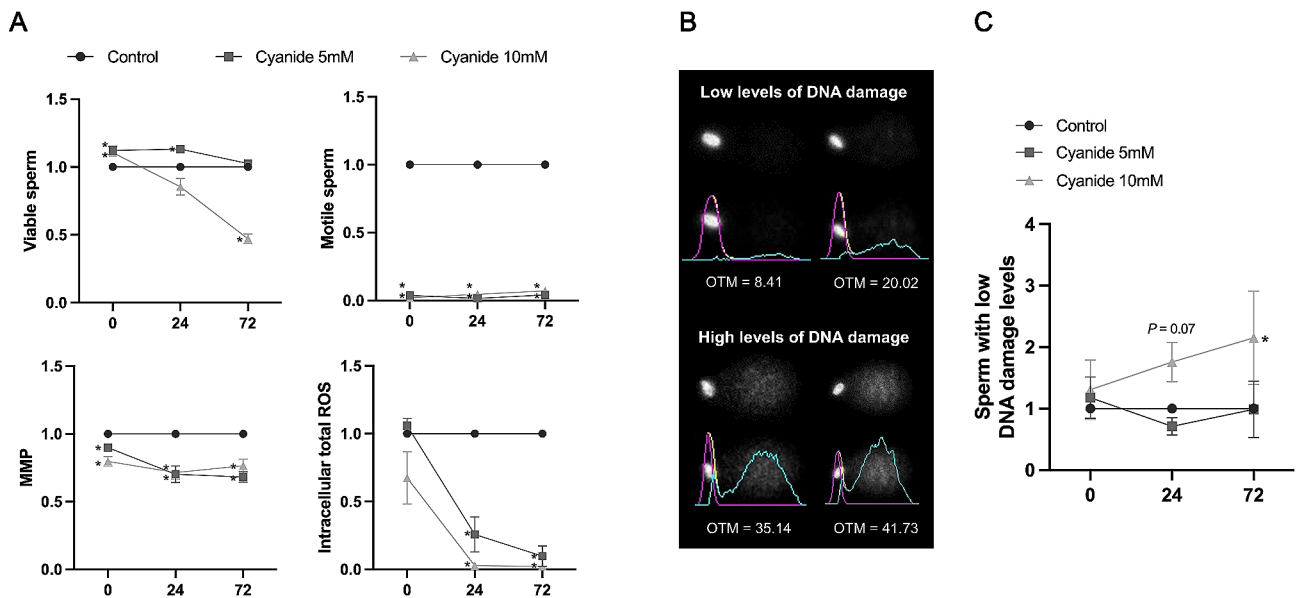 A
Control
Cyanide 5mM
Cyanide 10mM
Viable sperm
1.5
1.0
0.5
0.0
0
24
72
*
*
*
*
Motile sperm
1.5
1.0
0.5
0.0
0
24
72
*
*
*
*
*
*
MMP
1.5
1.0
0.5
0.0
0
24
72
*
*
*
*
*
*
Intracellular total ROS
1.5
1.0
0.5
0.0
0
24
72
*
*
*
*
B
Low levels of DNA damage
OTM = 8.41
OTM = 20.02
High levels of DNA damage
OTM = 35.14
OTM = 41.73
C
Control
Cyanide 5mM
Cyanide 10mM
Sperm with low
DNA damage levels
4
3
2
1
0
0
24
72
P = 0.07
*